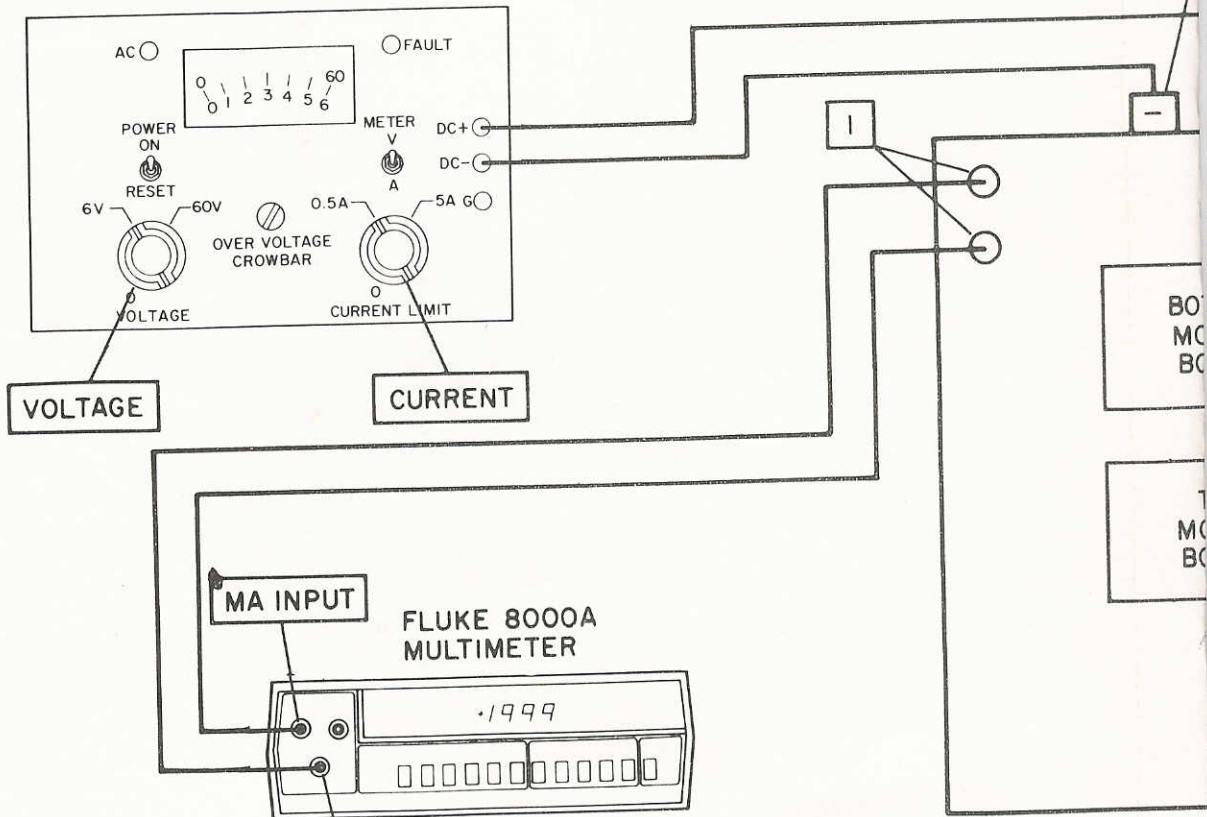 AC
FAULT
0 60
0 1 2 3 4 5 6
POWER
ON
RESET
METER
V
A
DC+
DC-
6V
60V
0.5A
5A G
OVER VOLTAGE
CROWBAR
0
VOLTAGE
0
CURRENT LIMIT
VOLTAGE
CURRENT
1
-
MA INPUT
FLUKE 8000A
MULTIMETER
.1999